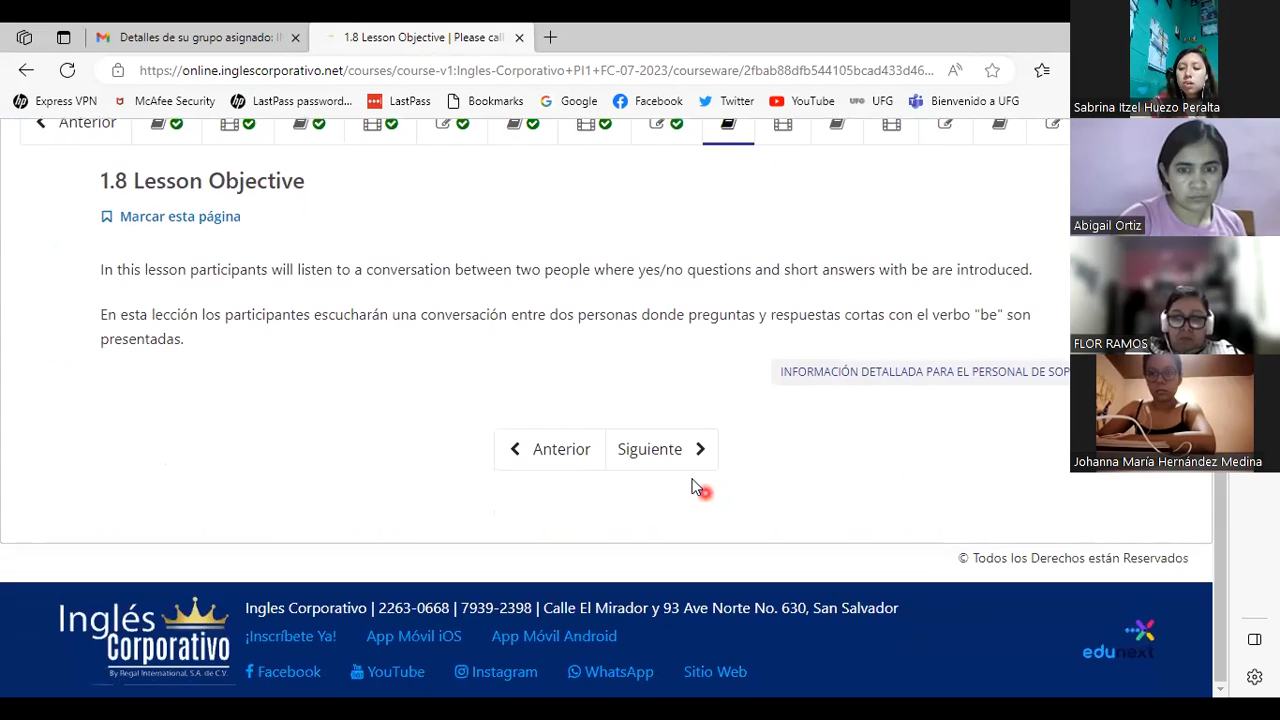 Detalles de su grupo asignado: I
1.8 Lesson Objective | Please cal
https://online.inglescorporativo.net/courses/course-v1:Ingles-Corporativo+PI1+FC-07-2023/courseware/2fbab88dfb544105bcad433d46...
Express VPN
McAfee Security
LastPass password...
LastPass
Bookmarks
Google
Facebook
Twitter
YouTube
UFG
Bienvenido a UFG
Anterior
1.8 Lesson Objective
Marcar esta página
In this lesson participants will listen to a conversation between two people where yes/no questions and short answers with be are introduced.
En esta lección los participantes escucharán una conversación entre dos personas donde preguntas y respuestas cortas con el verbo "be" son
presentadas.
INFORMACIÓN DETALLADA PARA EL PERSONAL DE SOP
Anterior
Siguiente
© Todos los Derechos están Reservados
Inglés
Corporativo
By Regal International, S.A. de C.V.
Ingles Corporativo | 2263-0668 | 7939-2398 | Calle El Mirador y 93 Ave Norte No. 630, San Salvador
¡Inscríbete Ya!
App Móvil iOS
App Móvil Android
Facebook
YouTube
Instagram
WhatsApp
Sitio Web
edunext
Sabrina Itzel Huezo Peralta
Abigail Ortiz
FLOR RAMOS
Johanna María Hernández Medina